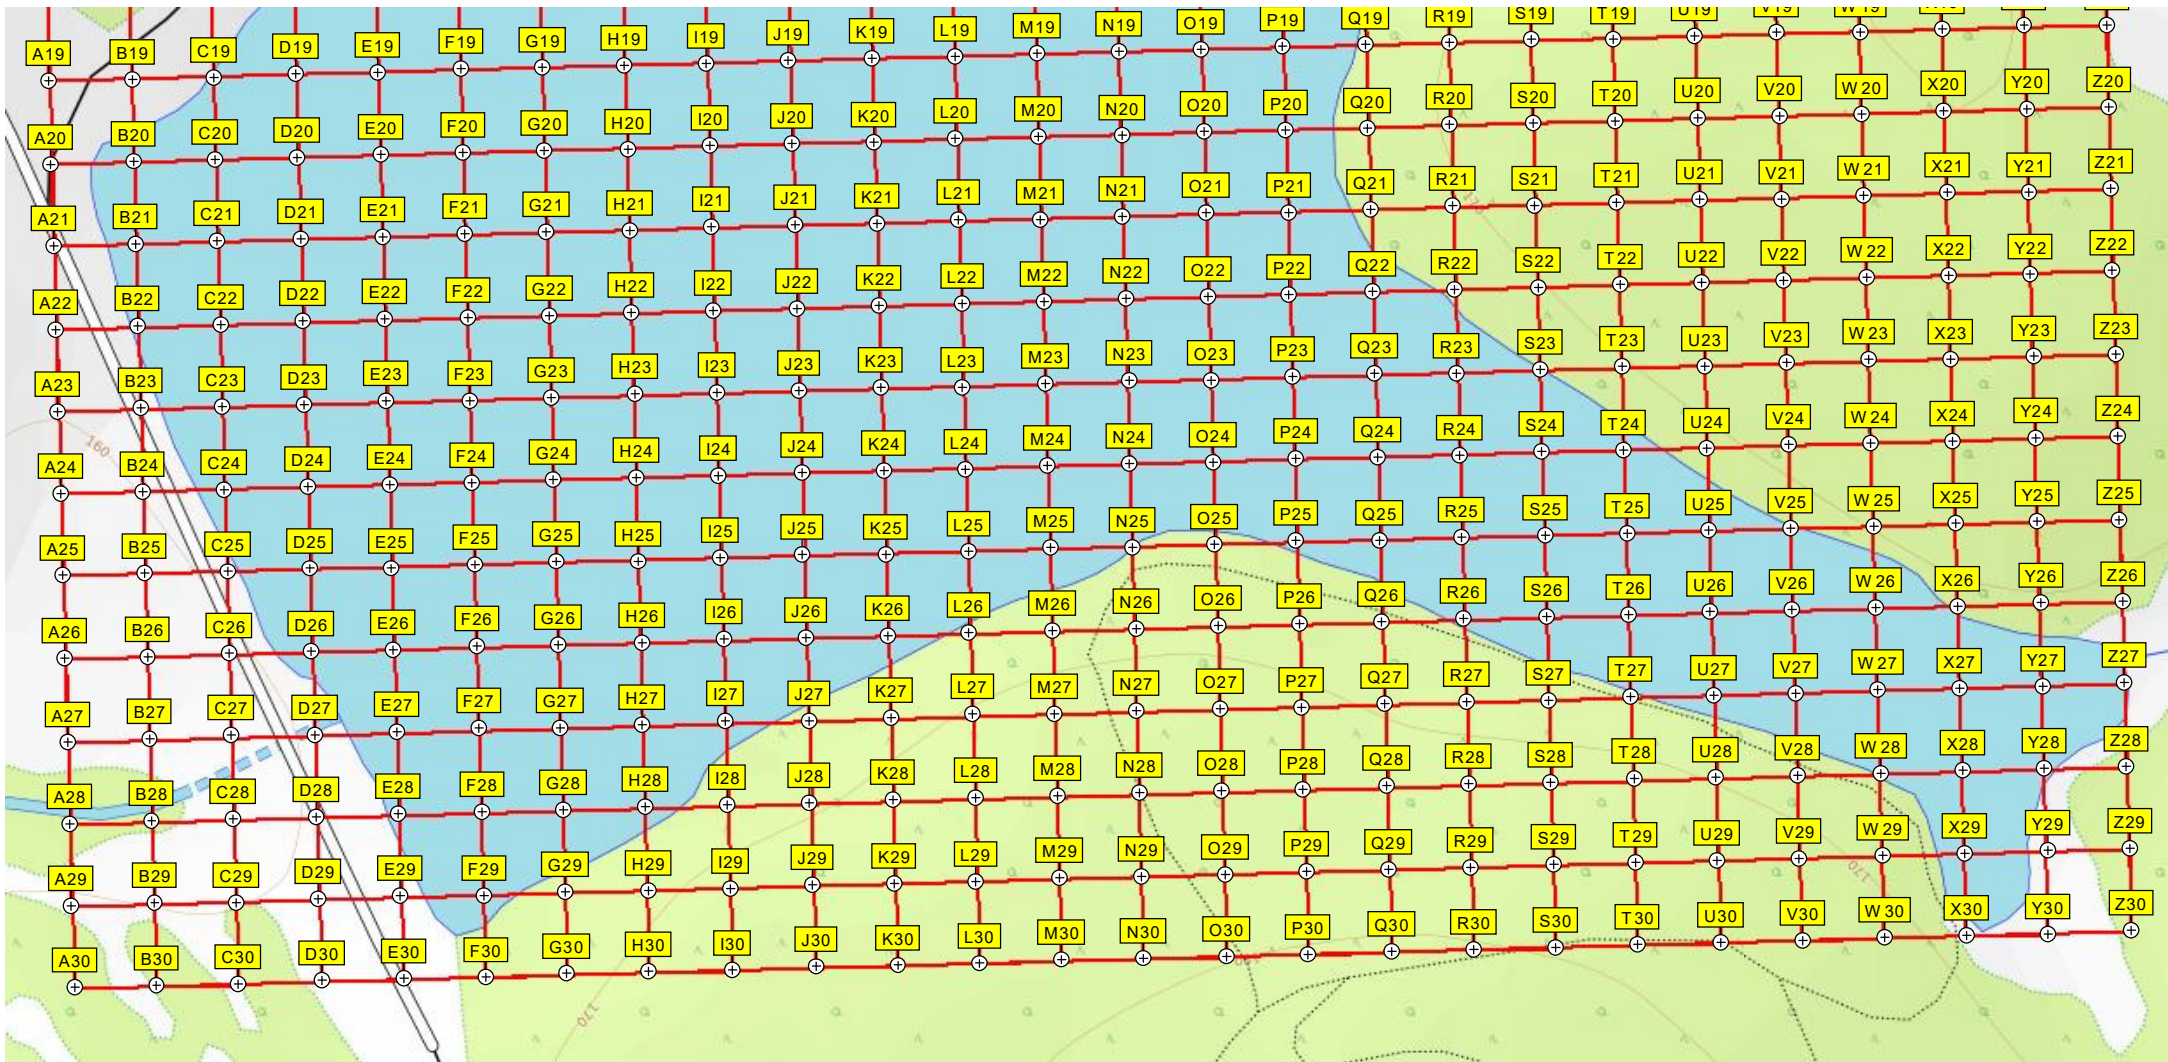 A19 B19 C19 D19 E19 F19 G19 H19 I19 J19 K19 L19 M19 N19 O19 P19 Q19 R19 S19 T19 U19 V19 W19
A20 B20 C20 D20 E20 F20 G20 H20 I20 J20 K20 L20 M20 N20 O20 P20 Q20 R20 S20 T20 U20 V20 W20 X20 Y20 Z20
A21 B21 C21 D21 E21 F21 G21 H21 I21 J21 K21 L21 M21 N21 O21 P21 Q21 R21 S21 T21 U21 V21 W21 X21 Y21 Z21
170
A22 B22 C22 D22 E22 F22 G22 H22 I22 J22 K22 L22 M22 N22 O22 P22 Q22 R22 S22 T22 U22 V22 W22 X22 Y22 Z22
A23 B23 C23 D23 E23 F23 G23 H23 I23 J23 K23 L23 M23 N23 O23 P23 Q23 R23 S23 T23 U23 V23 W23 X23 Y23 Z23
160
A24 B24 C24 D24 E24 F24 G24 H24 I24 J24 K24 L24 M24 N24 O24 P24 Q24 R24 S24 T24 U24 V24 W24 X24 Y24 Z24
A25 B25 C25 D25 E25 F25 G25 H25 I25 J25 K25 L25 M25 N25 O25 P25 Q25 R25 S25 T25 U25 V25 W25 X25 Y25 Z25
A26 B26 C26 D26 E26 F26 G26 H26 I26 J26 K26 L26 M26 N26 O26 P26 Q26 R26 S26 T26 U26 V26 W26 X26 Y26 Z26
A27 B27 C27 D27 E27 F27 G27 H27 I27 J27 K27 L27 M27 N27 O27 P27 Q27 R27 S27 T27 U27 V27 W27 X27 Y27 Z27
A28 B28 C28 D28 E28 F28 G28 H28 I28 J28 K28 L28 M28 N28 O28 P28 Q28 R28 S28 T28 U28 V28 W28 X28 Y28 Z28
A29 B29 C29 D29 E29 F29 G29 H29 I29 J29 K29 L29 M29 N29 O29 P29 Q29 R29 S29 T29 U29 V29 W29 X29 Y29 Z29
170
A30 B30 C30 D30 E30 F30 G30 H30 I30 J30 K30 L30 M30 N30 O30 P30 Q30 R30 S30 T30 U30 V30 W30 X30 Y30 Z30
170